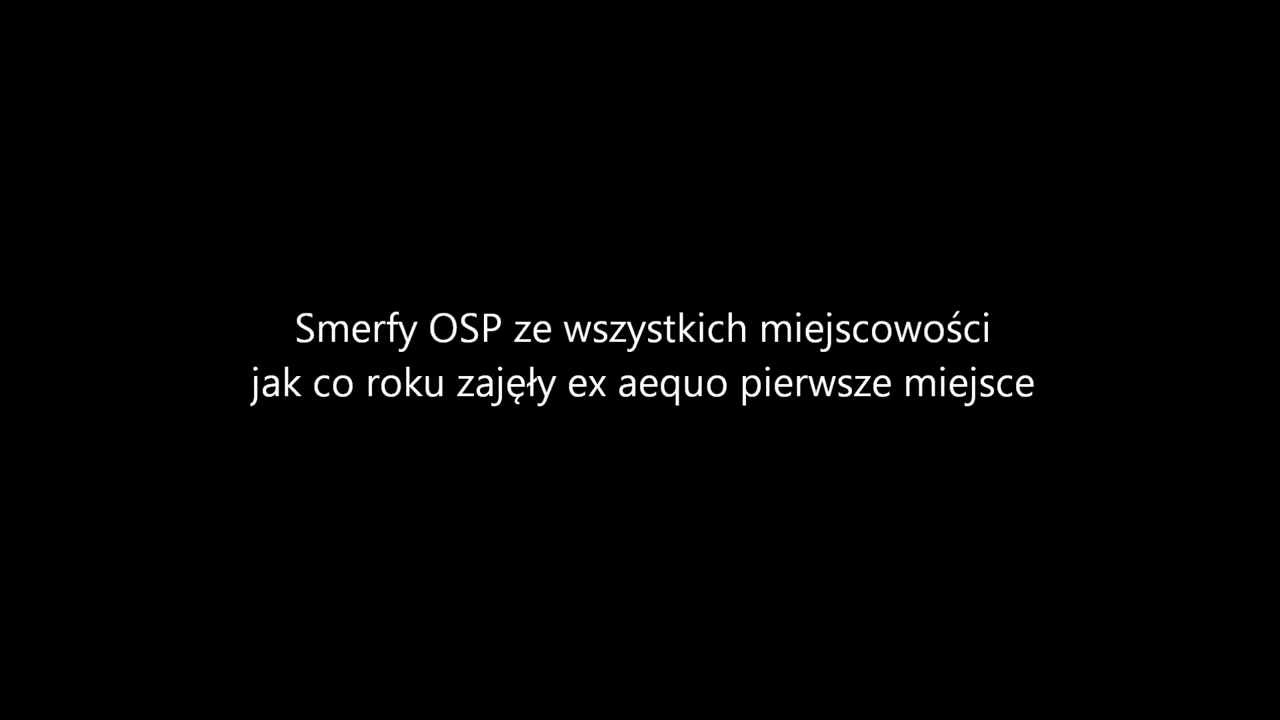 Smerfy OSP ze wszystkich miejscowości
jak co roku zajęły ex aequo pierwsze miejsce